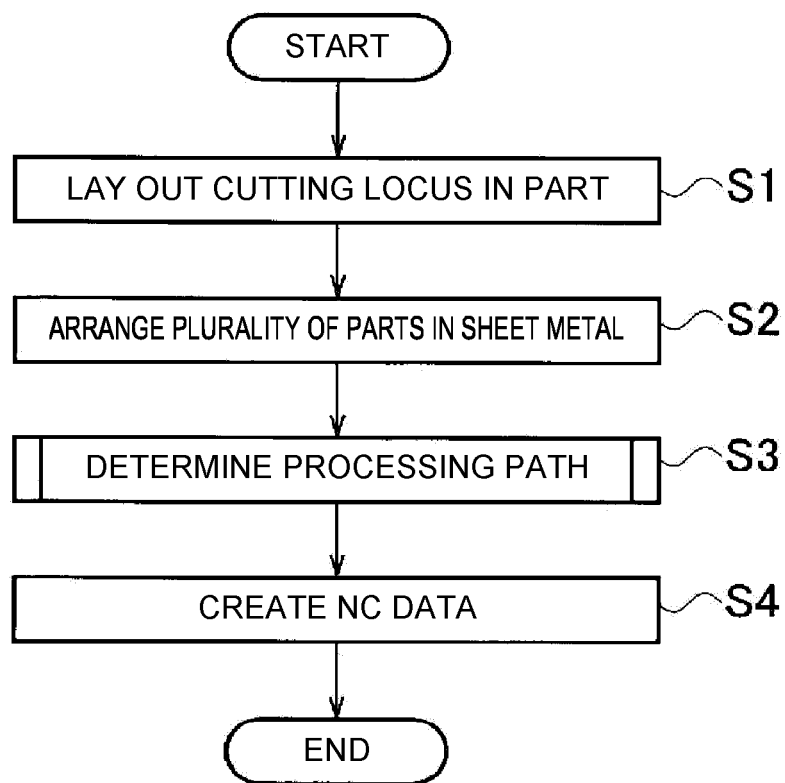 START
LAY OUT CUTTING LOCUS IN PART S1
ARRANGE PLURALITY OF PARTS IN SHEET METAL S2
DETERMINE PROCESSING PATH S3
CREATE NC DATA S4
END